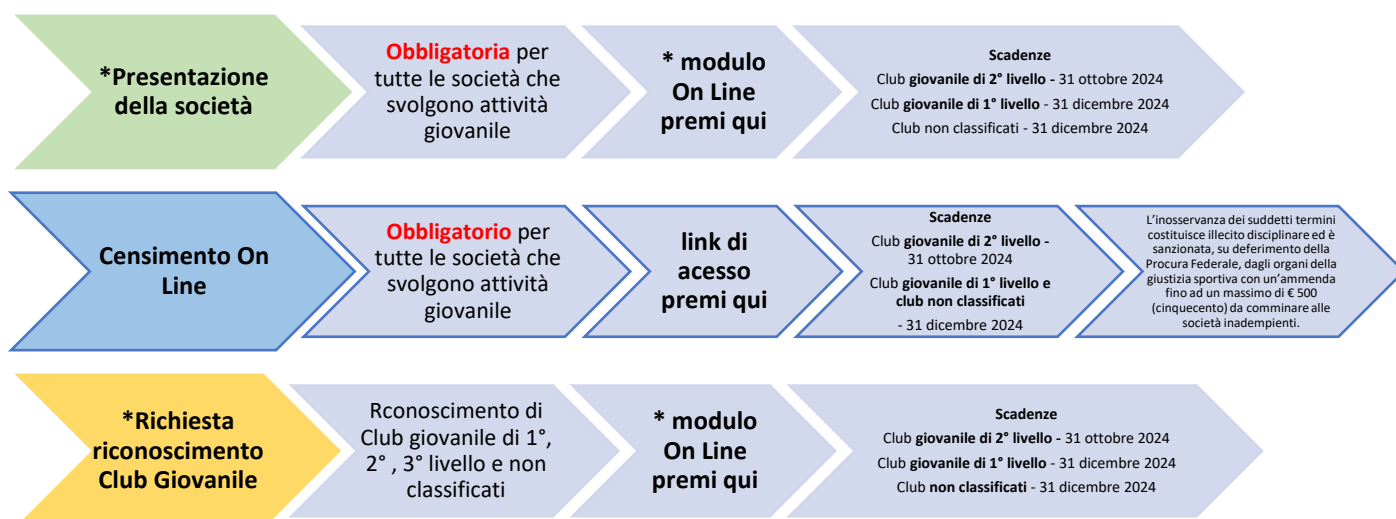 *Presentazione
della società
Obbligatoria per
tutte le società che
svolgono attività
giovanile
* modulo
On Line
premi qui
Scadenze
Club giovanile di 2° livello - 31 ottobre 2024
Club giovanile di 1° livello - 31 dicembre 2024
Club non classificati - 31 dicembre 2024
Censimento On
Line
Obbligatorio per
tutte le società che
svolgono attività
giovanile
link di
acesso
premi qui
Scadenze
Club giovanile di 2° livello -
31 ottobre 2024
Club giovanile di 1° livello e
club non classificati
- 31 dicembre 2024
L'inosservanza dei suddetti termini
costituisce illecito disciplinare ed è
sanzionata, su deferimento della
Procura Federale, dagli organi della
giustizia sportiva con un'ammenda
fino ad un massimo di € 500
(cinquecento) da comminare alle
società inadempienti.
*Richiesta
riconoscimento
Club Giovanile
Rconoscimento di
Club giovanile di 1°,
2° , 3° livello e non
classificati
* modulo
On Line
premi qui
Scadenze
Club giovanile di 2° livello - 31 ottobre 2024
Club giovanile di 1° livello - 31 dicembre 2024
Club non classificati - 31 dicembre 2024